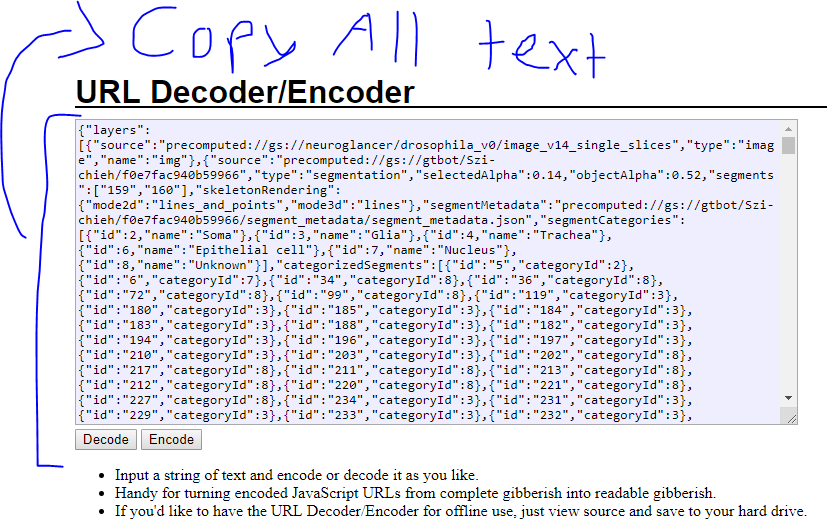 Copy All text
URL Decoder/Encoder
{"layers":
[{"source":"precomputed://gs://neuroglancer/drosophila_v0/image_v14_single_slices","type":"imag
e","name":"img"},{"source":"precomputed://gs://gtbot/Szi-
chieh/f0e7fac940b59966","type":"segmentation","selectedAlpha":0.14,"objectAlpha":0.52,"segments
":["159","160"],"skeletonRendering":
{"mode2d":"lines_and_points","mode3d":"lines"},"segmentMetadata":"precomputed://gs://gtbot/Szi-
chieh/f0e7fac940b59966/segment_metadata/segment_metadata.json","segmentCategories":
[{"id":2,"name":"Soma"},{"id":3,"name":"Glia"},{"id":4,"name":"Trachea"},
{"id":6,"name":"Epithelial cell"},{"id":7,"name":"Nucleus"},
{"id":8,"name":"Unknown"}],"categorizedSegments":[{"id":"5","categoryId":2},
{"id":"6","categoryId":7},{"id":"34","categoryId":8},{"id":"36","categoryId":8},
{"id":"72","categoryId":8},{"id":"99","categoryId":8},{"id":"119","categoryId":3},
{"id":"180","categoryId":3},{"id":"185","categoryId":3},{"id":"184","categoryId":3},
{"id":"183","categoryId":3},{"id":"188","categoryId":3},{"id":"182","categoryId":3},
{"id":"194","categoryId":3},{"id":"196","categoryId":3},{"id":"197","categoryId":3},
{"id":"210","categoryId":3},{"id":"203","categoryId":3},{"id":"202","categoryId":8},
{"id":"217","categoryId":8},{"id":"211","categoryId":8},{"id":"213","categoryId":8},
{"id":"212","categoryId":8},{"id":"220","categoryId":8},{"id":"221","categoryId":8},
{"id":"227","categoryId":8},{"id":"234","categoryId":3},{"id":"231","categoryId":3},
{"id":"229","categoryId":3},{"id":"233","categoryId":3},{"id":"232","categoryId":3},
Decode Encode
• Input a string of text and encode or decode it as you like.
• Handy for turning encoded JavaScript URLs from complete gibberish into readable gibberish.
• If you'd like to have the URL Decoder/Encoder for offline use, just view source and save to your hard drive.